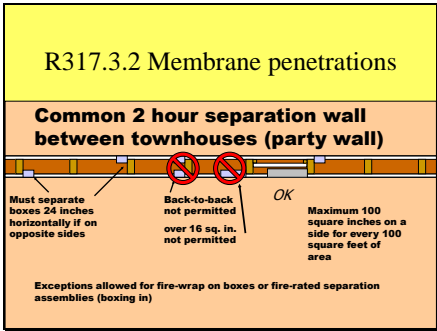 R317.3.2 Membrane penetrations
Common 2 hour separation wall
between townhouses (party wall)
Must separate
boxes 24 inches
horizontally if on
opposite sides
Back-to-back
not permitted
over 16 sq. in.
not permitted
OK
Maximum 100
square inches on a
side for every 100
square feet of
area
Exceptions allowed for fire-wrap on boxes or fire-rated separation
assemblies (boxing in)